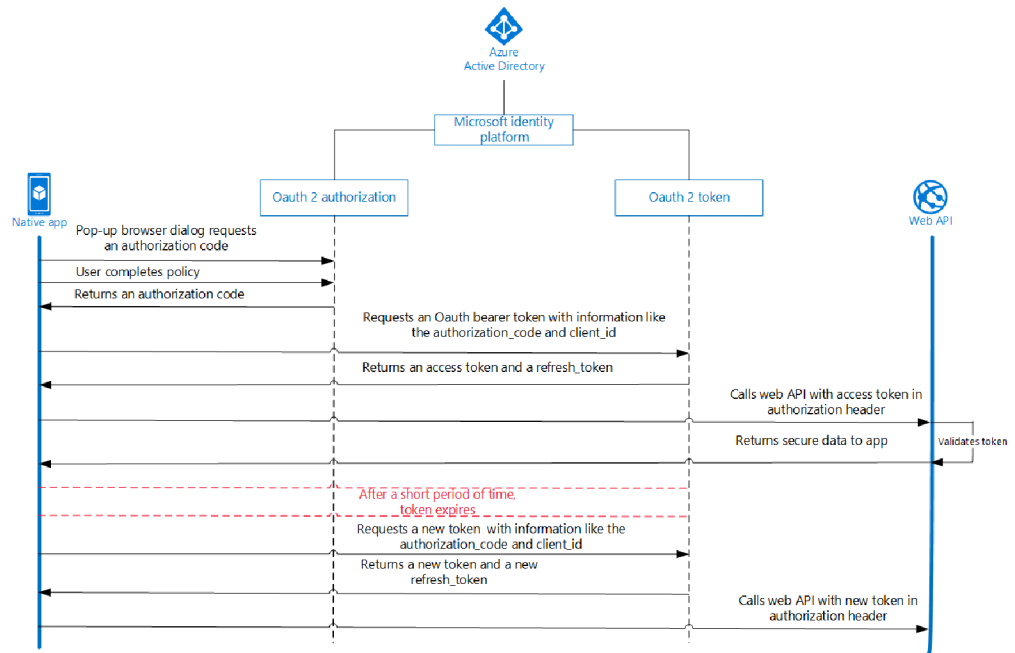 Azure
Active Directory
Microsoft identity
platform
Oauth 2 authorization
Oauth 2 token
Native app
Web API
Pop-up browser dialog requests
an authorization code
User completes policy
Returns an authorization code
Requests an Oauth bearer token with information like
the authorization_code and client_id
Returns an access token and a refresh_token
Calls web API with access token in
authorization header
Returns secure data to app
Validates token
After a short period of time,
token expires
Requests a new token with information like the
authorization_code and client_id
Returns a new token and a new
refresh_token
Calls web API with new token in
authorization header